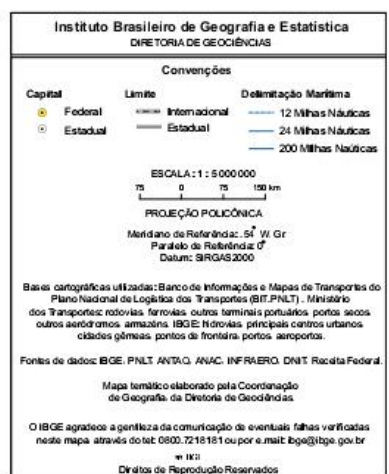 Instituto Brasileiro de Geografia e Estatística
DIRETORIA DE GEOCIÊNCIAS
Convenções
Capital Limite Delimitação Marítima
Federal Internacional 12 Milhas Náuticas
Estadual Estadual 24 Milhas Náuticas
200 Milhas Naúticas
ESCALA: 1 : 5 000 000
75 0 75 150 km
PROJEÇÃO POLICÔNICA
Meridiano de Referência: 54° W. Gr
Paralelo de Referência: 0°
Datum: SIRGAS2000
Bases cartográficas utilizadas: Banco de Informações e Mapas de Transportes do
Plano Nacional de Logística dos Transportes (BIT.PNLT) . Ministério
dos Transportes: rodovias. ferrovias. outros terminais portuários. portos secos.
outros aeródromos. armazéns. IBGE: hidrovias. principais centros urbanos.
cidades gêmeas. pontos de fronteira. portos. aeroportos.
Fontes de dados: IBGE. PNLT. ANTAQ. ANAC. INFRAERO. DNIT. Receita Federal.
Mapa temático elaborado pela Coordenação
de Geografia. da Diretoria de Geociências.
O IBGE agradece a gentileza da comunicação de eventuais falhas verificadas
neste mapa através do tel: 0800.7218181 ou por e.mail: ibge@ibge.gov.br
Direitos de Reprodução Reservados